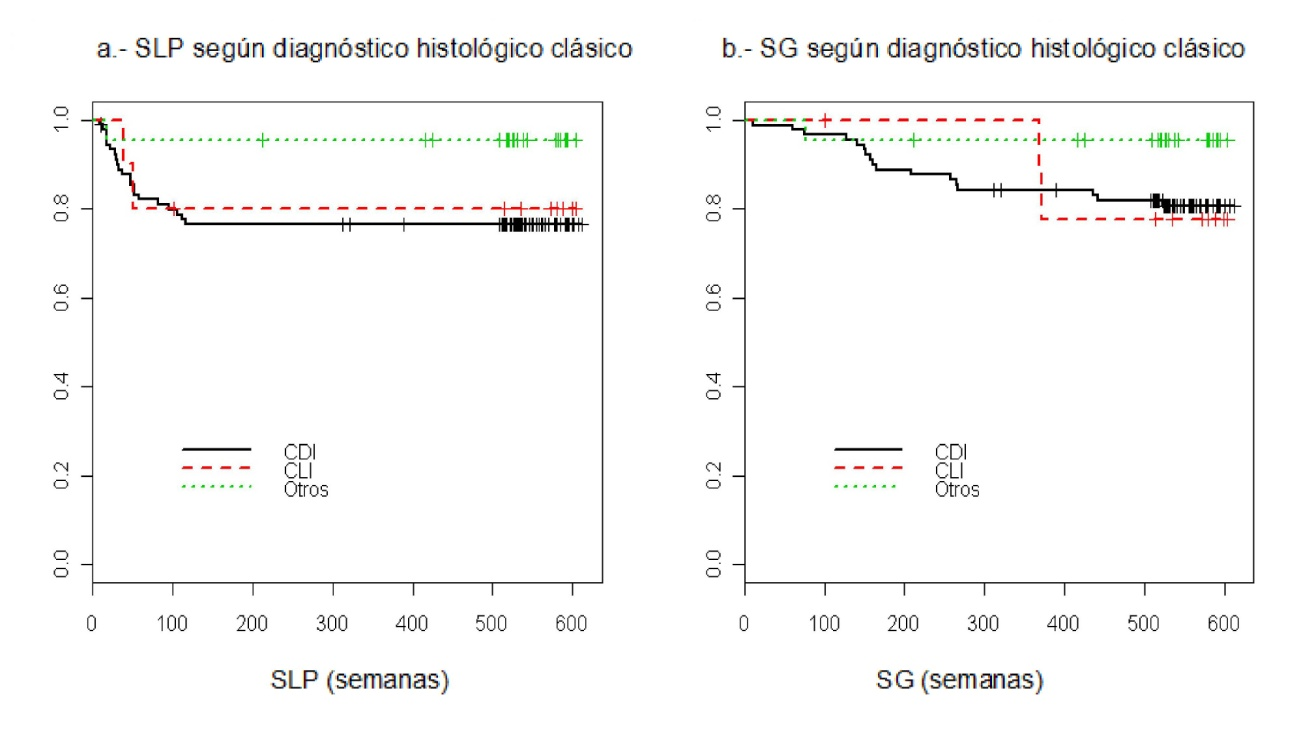 a.- SLP según diagnóstico histológico clásico
1.0
0.8
0.6
0.4
0.2
0.0
CDI
CLI
Otros
0 100 200 300 400 500 600
SLP (semanas)
b.- SG según diagnóstico histológico clásico
1.0
0.8
0.6
0.4
0.2
0.0
CDI
CLI
Otros
0 100 200 300 400 500 600
SG (semanas)